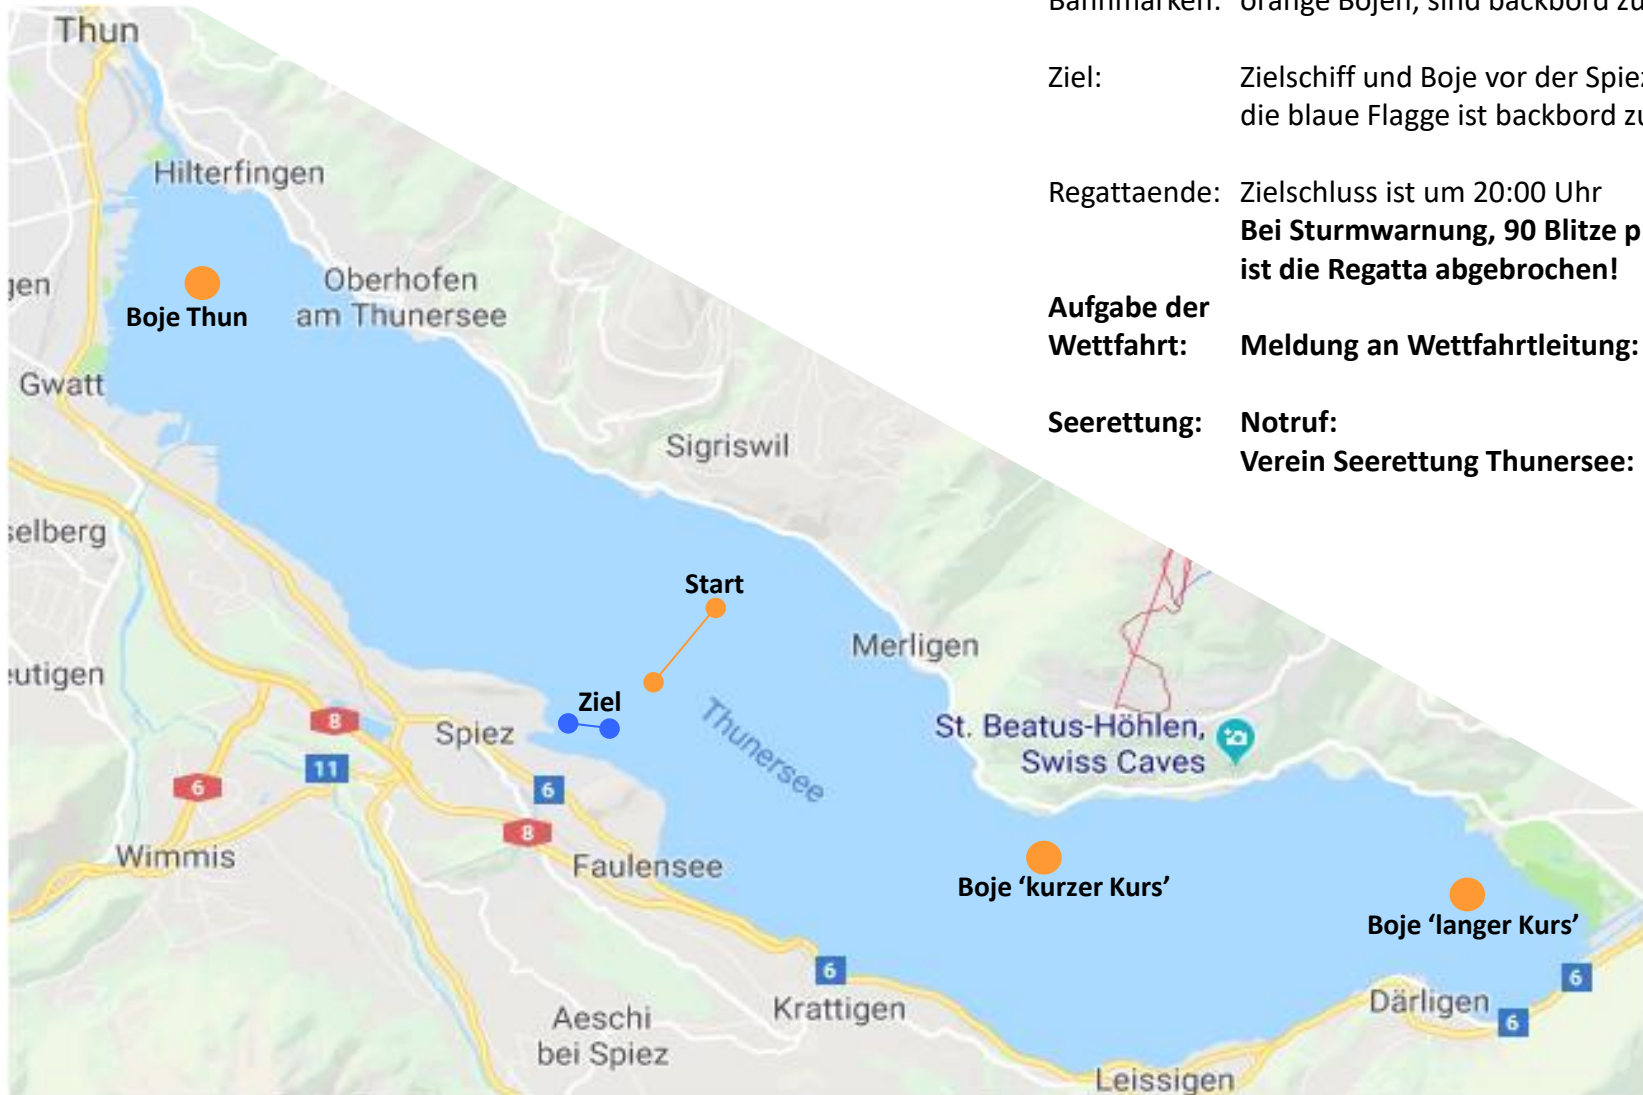 Bahnmarken: orange Bojen, sind backbord zu
Ziel: Zielschiff und Boje vor der Spiez
die blaue Flagge ist backbord zu
Regattaende: Zielschluss ist um 20:00 Uhr
Bei Sturmwarnung, 90 Blitze p
ist die Regatta abgebrochen!
Aufgabe der
Wettfahrt: Meldung an Wettfahrtleitung:
Seerettung: Notruf:
Verein Seerettung Thunersee:
Thun
Hilterfingen
gen
Boje Thun
Oberhofen
am Thunersee
Gwatt
Sigriswil
selberg
Start
Merligen
eutigen
Ziel
Thunersee
Spiez
St. Beatus-Höhlen,
Swiss Caves
8
11
6
6
8
Wimmis
Faulensee
Boje ‘kurzer Kurs’
Boje ‘langer Kurs’
6
6
Krattigen
Därligen
6
Aeschi
bei Spiez
Leissigen